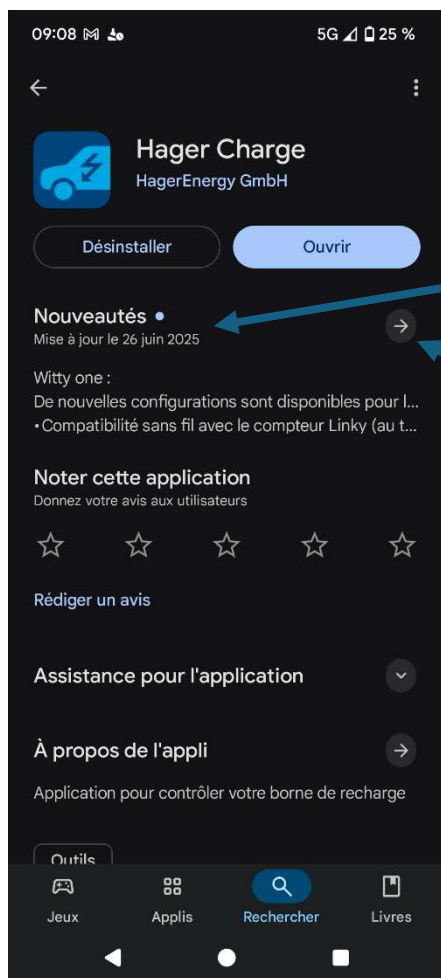 09:08 5G 25 %
Hager Charge
HagerEnergy GmbH
Désinstaller Ouvrir
Nouveautés •
Mise à jour le 26 juin 2025
Witty one :
De nouvelles configurations sont disponibles pour l...
• Compatibilité sans fil avec le compteur Linky (au t...
Noter cette application
Donnez votre avis aux utilisateurs
Rédiger un avis
Assistance pour l'application
À propos de l'appli
Application pour contrôler votre borne de recharge
Outils
Jeux Applis Rechercher Livres